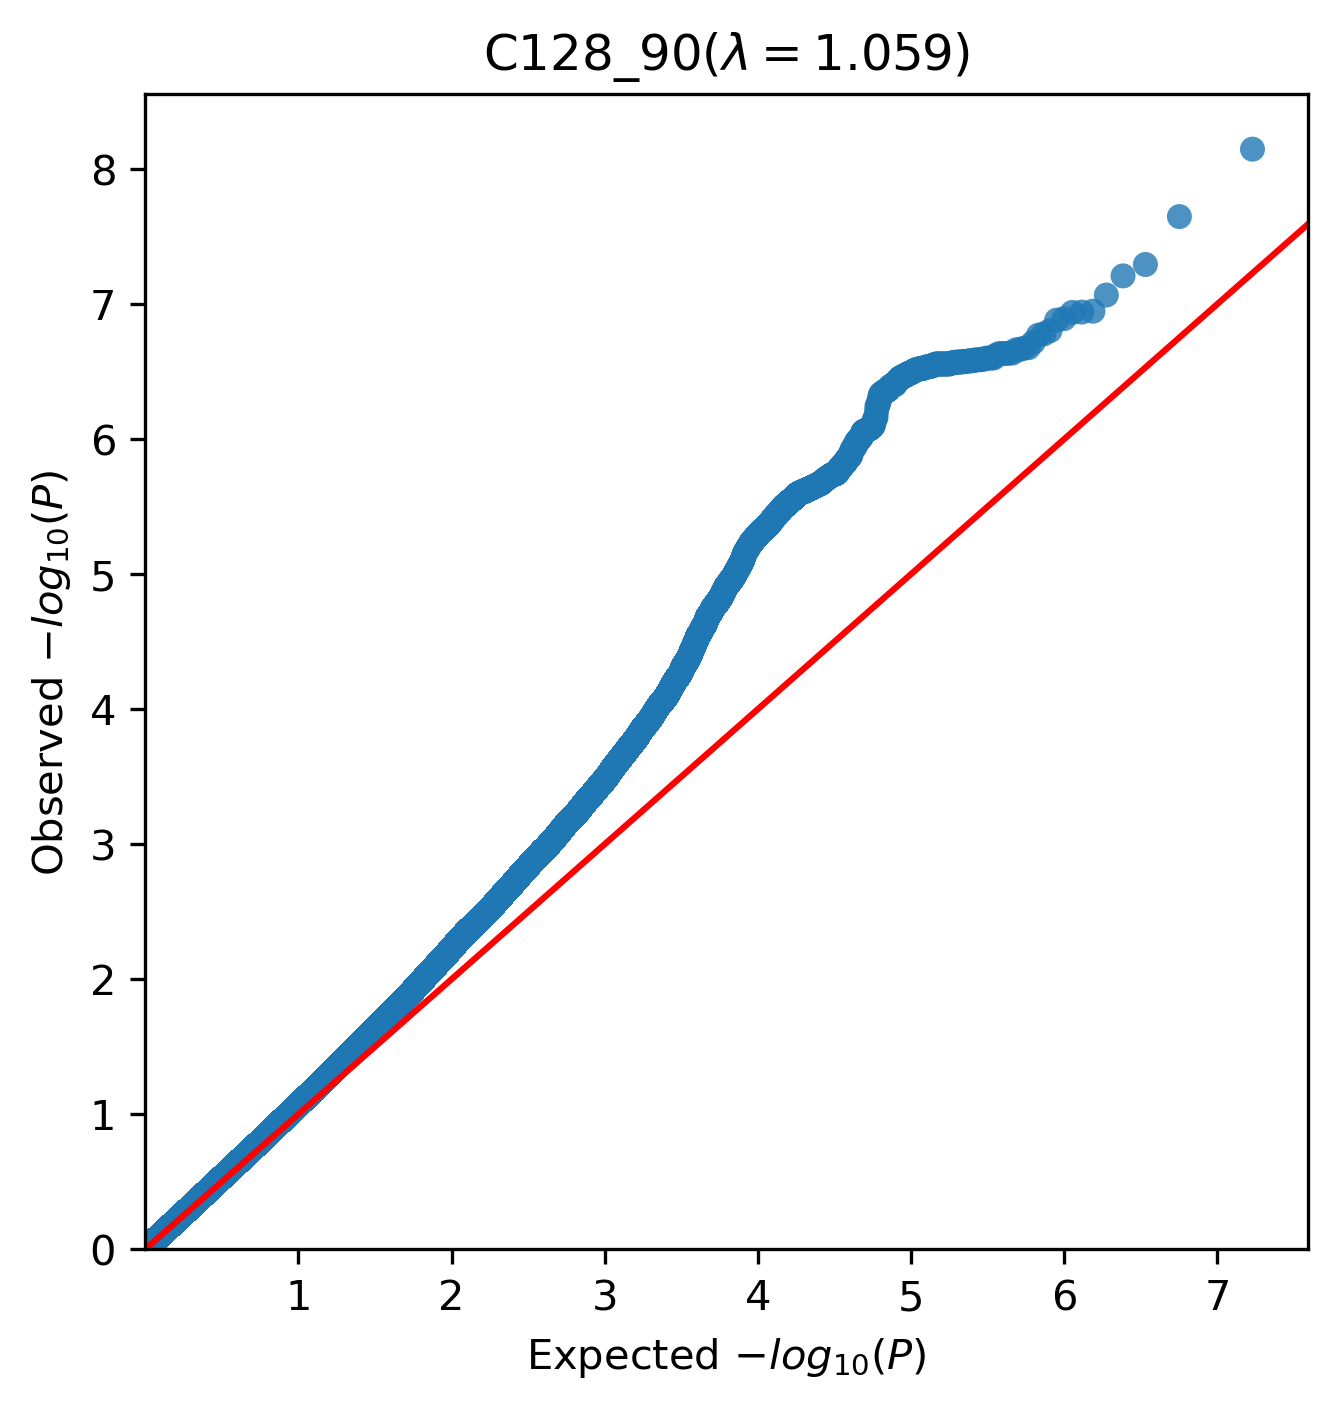 C128_90(λ = 1.059)
Observed −log₁₀(P)
8
7
6
5
4
3
2
1
0
1 2 3 4 5 6 7
Expected −log₁₀(P)